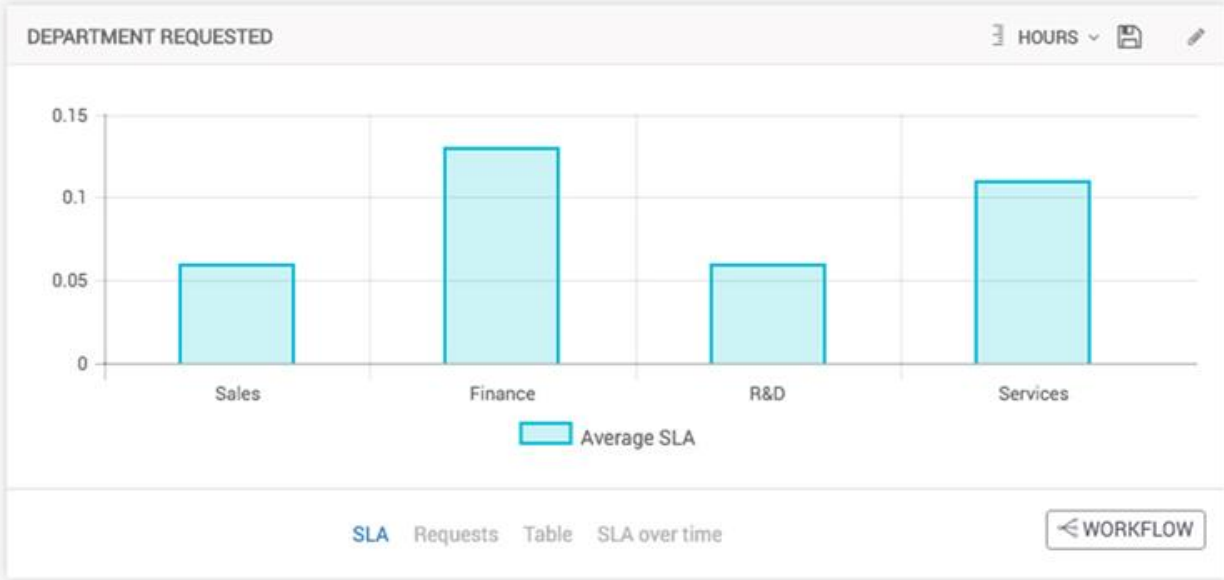 DEPARTMENT REQUESTED HOURS
0.15
0.1
0.05
0
Sales Finance R&D Services
Average SLA
SLA Requests Table SLA over time WORKFLOW